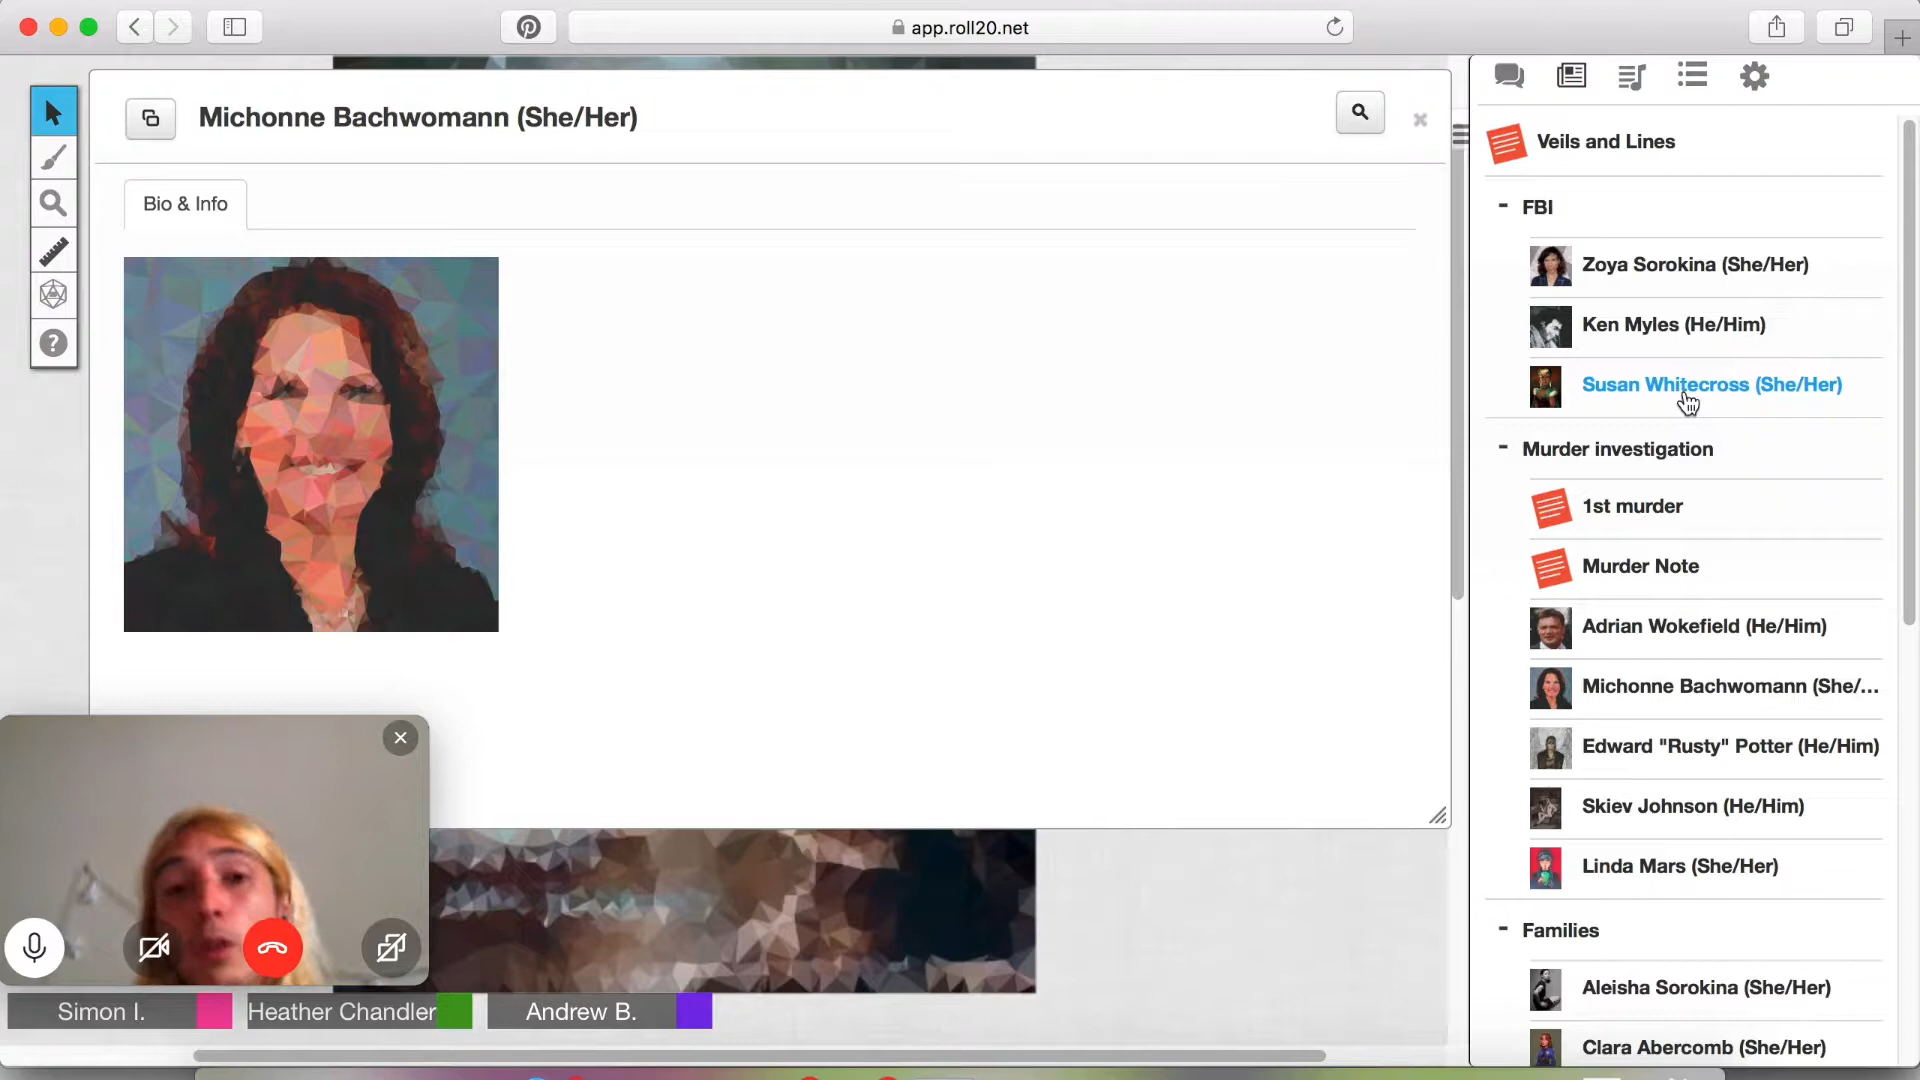 app.roll20.net
Michonne Bachwomann (She/Her)
Bio & Info
Veils and Lines
FBI
Zoya Sorokina (She/Her)
Ken Myles (He/Him)
Susan Whitecross (She/Her)
Murder investigation
1st murder
Murder Note
Adrian Wokefield (He/Him)
Michonne Bachwomann (She/...
Edward "Rusty" Potter (He/Him)
Skiev Johnson (He/Him)
Linda Mars (She/Her)
Families
Aleisha Sorokina (She/Her)
Clara Abercomb (She/Her)
Simon I.
Heather Chandler
Andrew B.